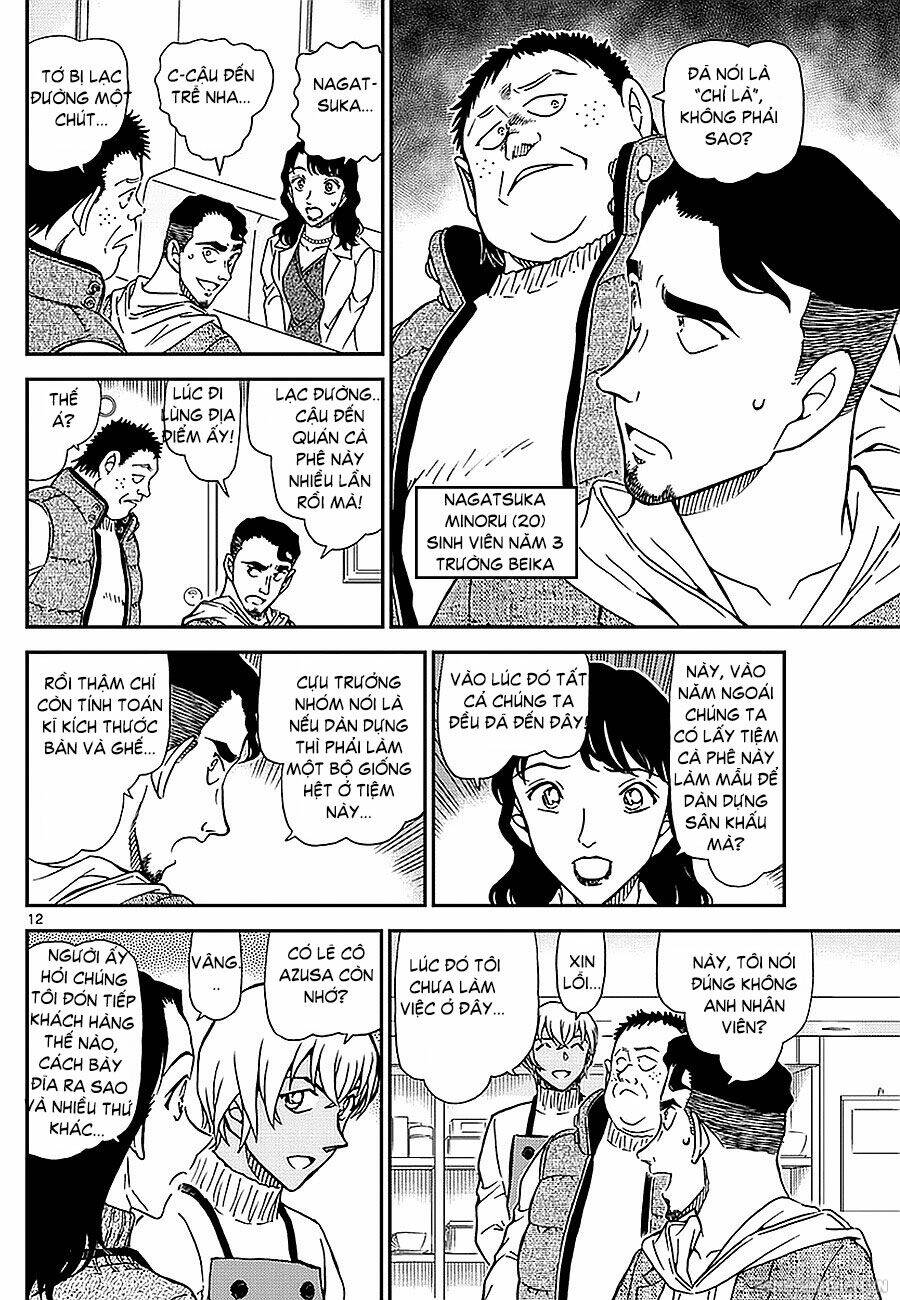 ĐÃ NÓI LÀ
"CHỈ LÀ",
KHÔNG PHẢI
SAO?
NAGATSUKA
MINORU (20)
SINH VIÊN NĂM 3
TRƯỜNG BEIKA
NAGAT-
SUKA...
C-CẬU ĐẾN
TRỄ NHA...
TỚ BỊ LẠC
ĐƯỜNG MỘT
CHÚT...
LẠC ĐƯỜNG..
CẬU ĐẾN
QUÁN CÀ
PHÊ NÀY
NHIỀU LẦN
RỒI MÀ!
LÚC ĐI
LÙNG ĐỊA
ĐIỂM ẤY!
THẾ
Á?
NÀY, VÀO
NĂM NGOÁI
CHÚNG TA
CÓ LẤY TIỆM
CÀ PHÊ NÀY
LÀM MẪU ĐỂ
DÀN DỰNG
SÂN KHẤU
MÀ?
VÀO LÚC ĐÓ TẤT
CẢ CHÚNG TA
ĐỀU ĐÃ ĐẾN ĐÂY!
CỰU TRƯỞNG
NHÓM NÓI LÀ
NẾU DÀN DỰNG
THÌ PHẢI LÀM
MỘT BỘ GIỐNG
HỆT Ở TIỆM
NÀY...
RỒI THẬM CHÍ
CÒN TÍNH TOÁN
KĨ KÍCH THƯỚC
BÀN VÀ GHẾ...
12
NÀY, TÔI NÓI
ĐÚNG KHÔNG
ANH NHÂN
VIÊN?
XIN
LỖI...
LÚC ĐÓ TÔI
CHƯA LÀM
VIỆC Ở ĐÂY...
CÓ LẼ CÔ
AZUSA CÒN
NHỚ?
VÂNG.
..
NGƯỜI ẤY
HỎI CHÚNG
TÔI ĐÓN TIẾP
KHÁCH HÀNG
THẾ NÀO,
CÁCH BÀY
DĨA RA SAO
VÀ NHIỀU THỨ
KHÁC...